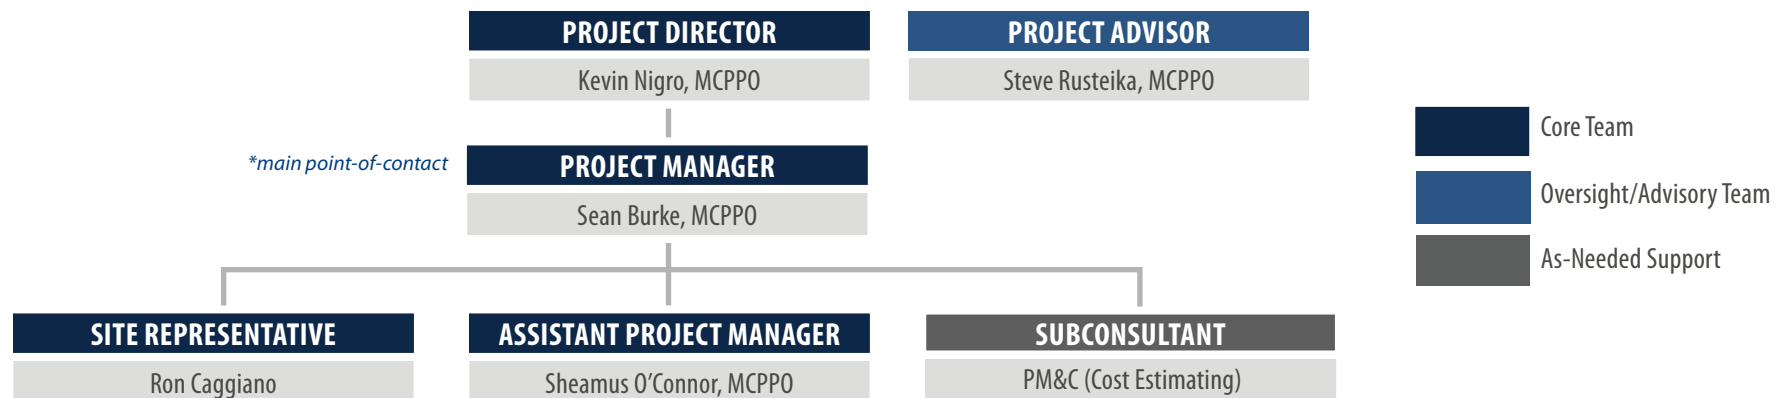 PROJECT DIRECTOR
Kevin Nigro, MCPPO
PROJECT ADVISOR
Steve Rusteika, MCPPO
*main point-of-contact
PROJECT MANAGER
Sean Burke, MCPPO
SITE REPRESENTATIVE
Ron Caggiano
ASSISTANT PROJECT MANAGER
Sheamus O’Connor, MCPPO
SUBCONSULTANT
PM&C (Cost Estimating)
Core Team
Oversight/Advisory Team
As-Needed Support